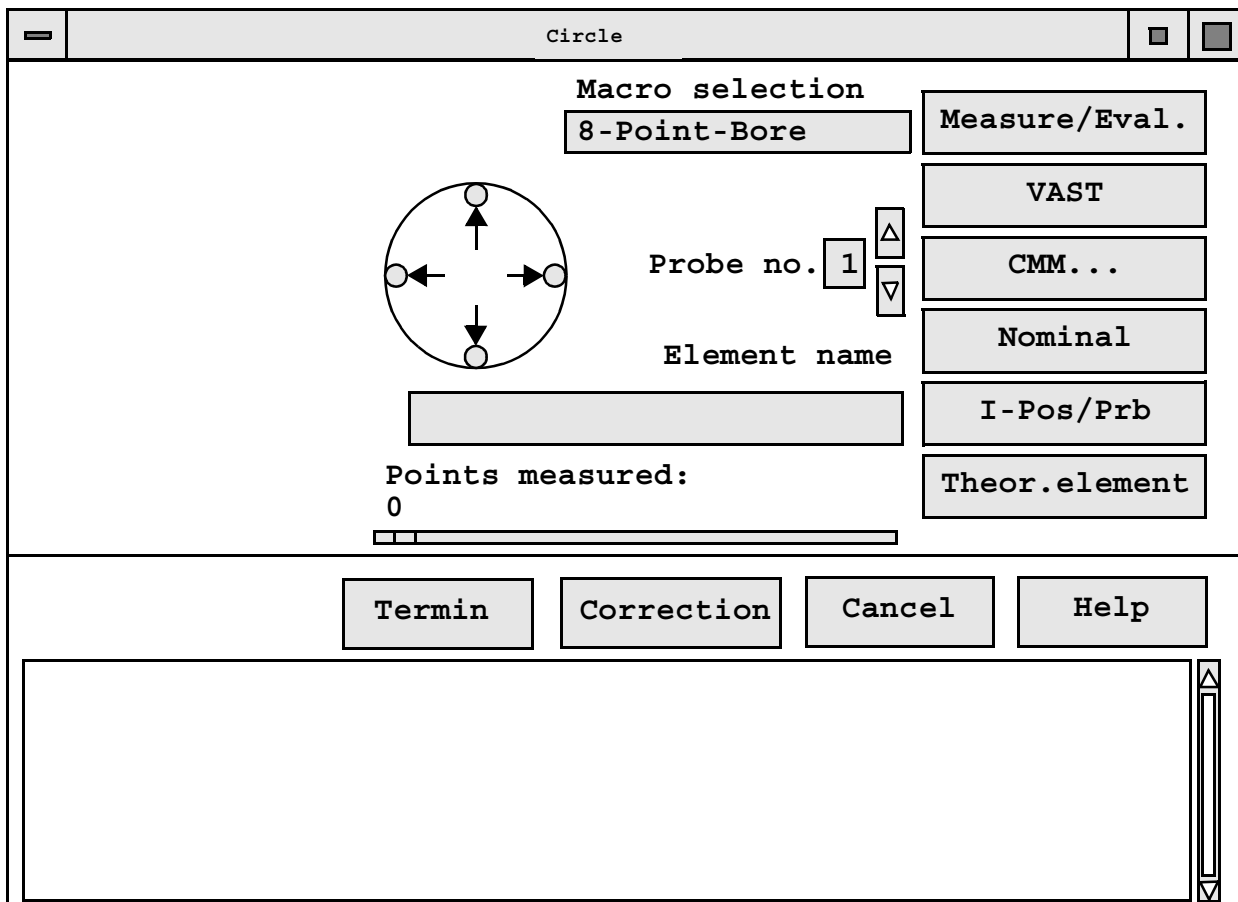 Circle
Macro selection
8-Point-Bore
Measure/Eval.
VAST
Probe no. 1
CMM...
Nominal
Element name
I-Pos/Prb
Points measured:
0
Theor.element
Termin
Correction
Cancel
Help